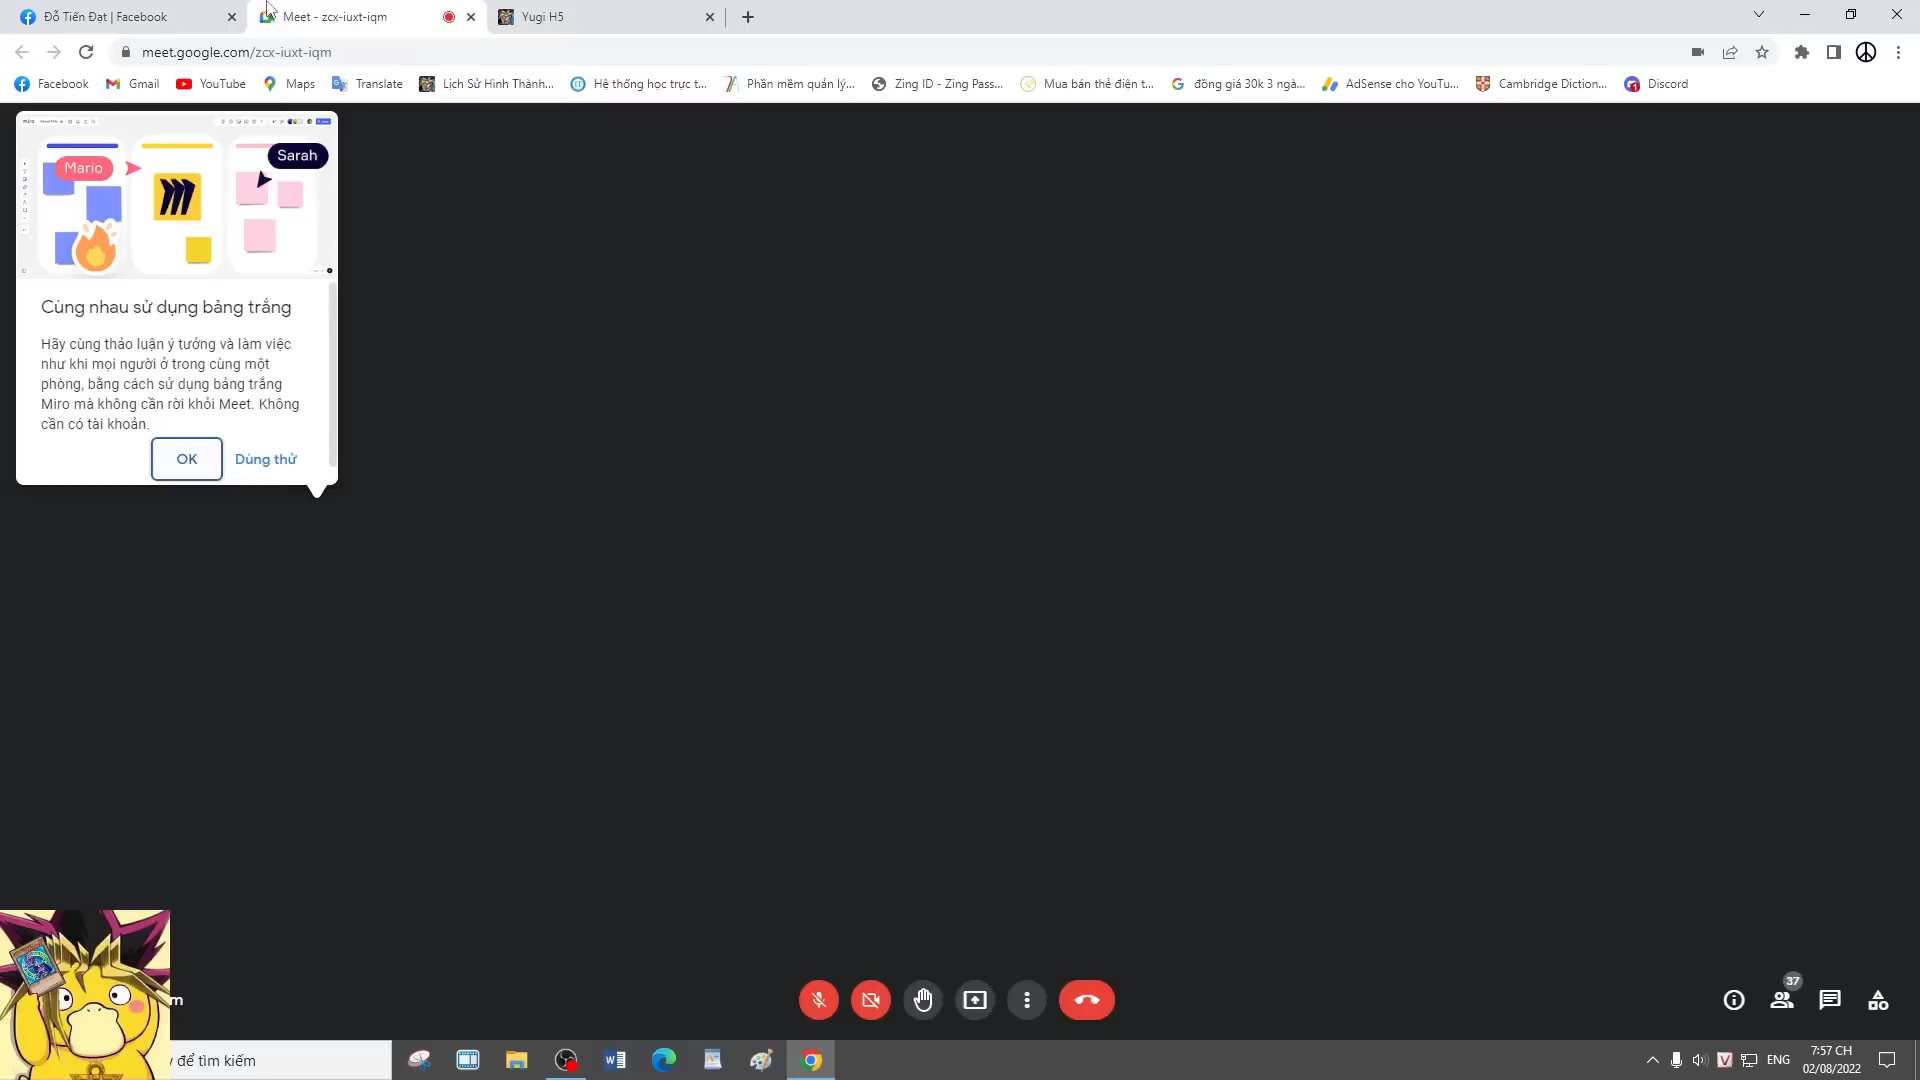 Đỗ Tiến Đạt | Facebook
Meet - zcx-iuxt-iqm
Yugi H5
meet.google.com/zcx-iuxt-iqm
Facebook
Gmail
YouTube
Maps
Translate
Lịch Sử Hình Thành...
Hệ thống học trực t...
Phần mềm quản lý...
Zing ID - Zing Pass...
Mua bán thẻ điện t...
đồng giá 30k 3 ngà...
AdSense cho YouTu...
Cambridge Diction...
Discord
miro
Mario
Sarah
Cùng nhau sử dụng bảng trắng
Hãy cùng thảo luận ý tưởng và làm việc
như khi mọi người ở trong cùng một
phòng, bằng cách sử dụng bảng trắng
Miro mà không cần rời khỏi Meet. Không
cần có tài khoản.
OK
Dùng thử
m
37
để tìm kiếm
ENG
7:57 CH
02/08/2022